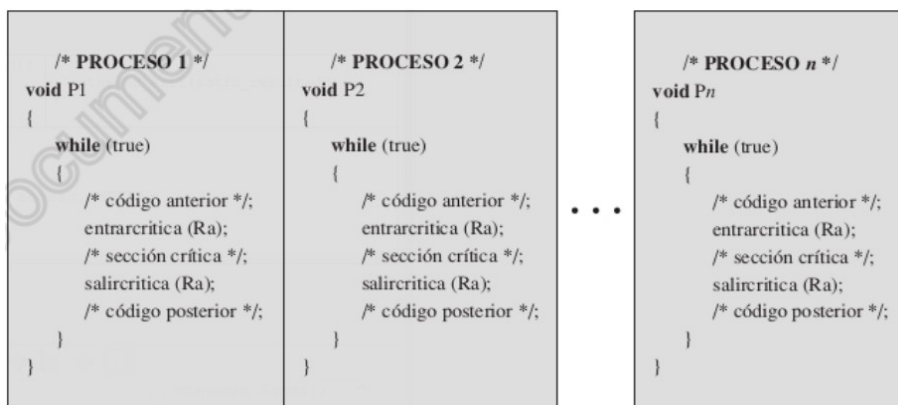 /* PROCESO 1 */
void P1
{
while (true)
{
/* código anterior */;
entrarcritica (Ra);
/* sección crítica */;
salircritica (Ra);
/* código posterior */;
}
}
/* PROCESO 2 */
void P2
{
while (true)
{
/* código anterior */;
entrarcritica (Ra);
/* sección crítica */;
salircritica (Ra);
/* código posterior */;
}
}
• • •
/* PROCESO n */
void Pn
{
while (true)
{
/* código anterior */;
entrarcritica (Ra);
/* sección crítica */;
salircritica (Ra);
/* código posterior */;
}
}